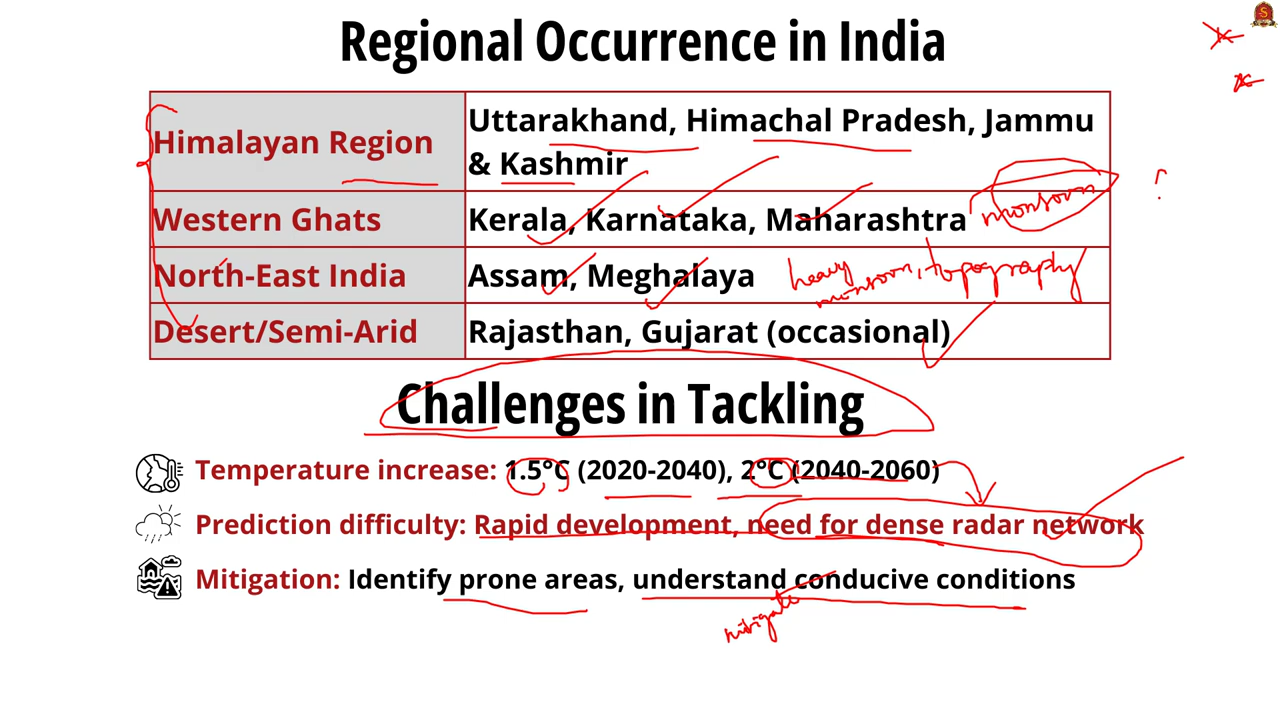 Regional Occurrence in India
Himalayan Region
Uttarakhand, Himachal Pradesh, Jammu
& Kashmir
Western Ghats
Kerala, Karnataka, Maharashtra
monsoon
?
North-East India
Assam, Meghalaya
heavy
monsoon, topography
Desert/Semi-Arid
Rajasthan, Gujarat (occasional)
Challenges in Tackling
Temperature increase: 1.5°C (2020-2040), 2°C (2040-2060)
Prediction difficulty: Rapid development, need for dense radar network
Mitigation: Identify prone areas, understand conducive conditions
mitigate